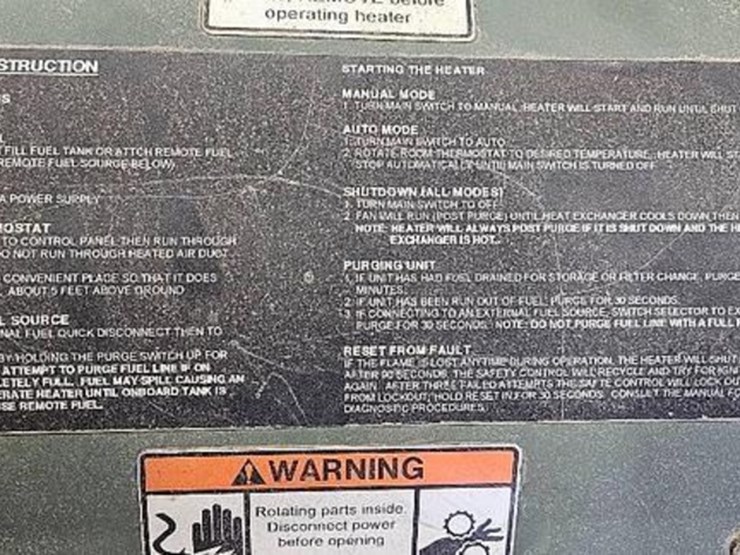 operating heater
STRUCTION
S
L
FILL FUEL TANK OR ATTCH REMOTE FUEL
REMOTE FUEL SOURCE BELOW)
A POWER SUPPLY
MOSTAT
TO CONTROL PANEL THEN RUN THROUGH
DO NOT RUN THROUGH HEATED AIR DUCT
CONVENIENT PLACE SO THAT IT DOES
ABOUT 5 FEET ABOVE GROUND
L SOURCE
NAL FUEL QUICK DISCONNECT THEN TO
BY HOLDING THE PURGE SWITCH UP FOR
ATTEMPT TO PURGE FUEL LINE IF ON
ETELY FULL. FUEL MAY SPILL CAUSING AN
ERATE HEATER UNTIL ONBOARD TANK IS
SE REMOTE FUEL.
STARTING THE HEATER
MANUAL MODE
1. TURN MAIN SWITCH TO MANUAL. HEATER WILL START AND RUN UNTIL SHUT
AUTO MODE
1. TURN MAIN SWITCH TO AUTO
2. ROTATE ROOM THERMOSTAT TO DESIRED TEMPERATURE. HEATER WILL ST
STOP AUTOMATICALLY UNTIL MAIN SWITCH IS TURNED OFF
SHUTDOWN (ALL MODES)
1. TURN MAIN SWITCH TO OFF
2. FAN WILL RUN (POST PURGE) UNTIL HEAT EXCHANGER COOLS DOWN THEN
NOTE: HEATER WILL ALWAYS POST PURGE IF IT IS SHUT DOWN AND THE H
EXCHANGER IS HOT.
PURGING UNIT
1. IF UNIT HAS HAD FUEL DRAINED FOR STORAGE OR FILTER CHANGE, PURGE
MINUTES.
2. IF UNIT HAS BEEN RUN OUT OF FUEL, PURGE FOR 30 SECONDS.
3. IF CONNECTING TO AN EXTERNAL FUEL SOURCE, SWITCH SELECTOR TO EX
PURGE FOR 30 SECONDS. NOTE: DO NOT PURGE FULL LINE WITH A FULL F
RESET FROM FAULT
IF THE FLAME IS LOST ANYTIME DURING OPERATION, THE HEATER WILL SHUT
AFTER 90 SECONDS, THE SAFETY CONTROL WILL RECYCLE AND TRY FOR IGNI
AGAIN. AFTER THREE FAILED ATTEMPTS THE SAFTE CONTROL WILL LOCK OU
FROM LOCKOUT, HOLD RESET IN FOR 30 SECONDS. CONSULT THE MANUAL FO
DIAGNOSTIC PROCEDURES.
WARNING
Rotating parts inside.
Disconnect power
before opening